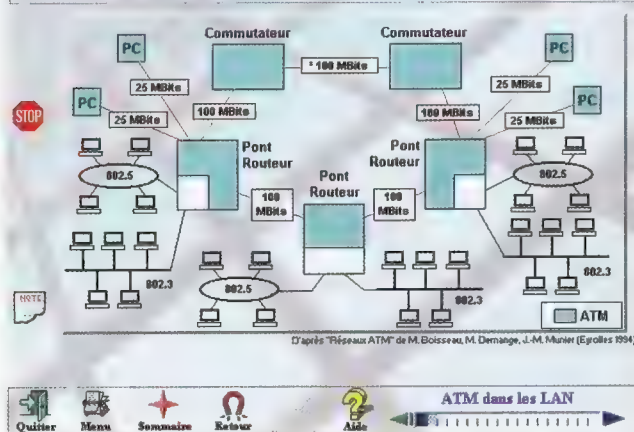 Commutateur
Commutateur
PC
PC
* 100 MBits
25 MBits
25 MBits
PC
100 MBits
100 MBits
PC
25 MBits
25 MBits
Pont
Routeur
Pont
Routeur
Pont
Routeur
802.5
802.5
100
MBits
100
MBits
802.3
802.5
802.3
802.3
NOTE
STOP
ATM
D'après "Réseaux ATM" de M. Boisseau, M. Demange, J.-M. Munier (Eyrolles 1994)
Quitter
Menu
Sommaire
Retour
Aide
ATM dans les LAN